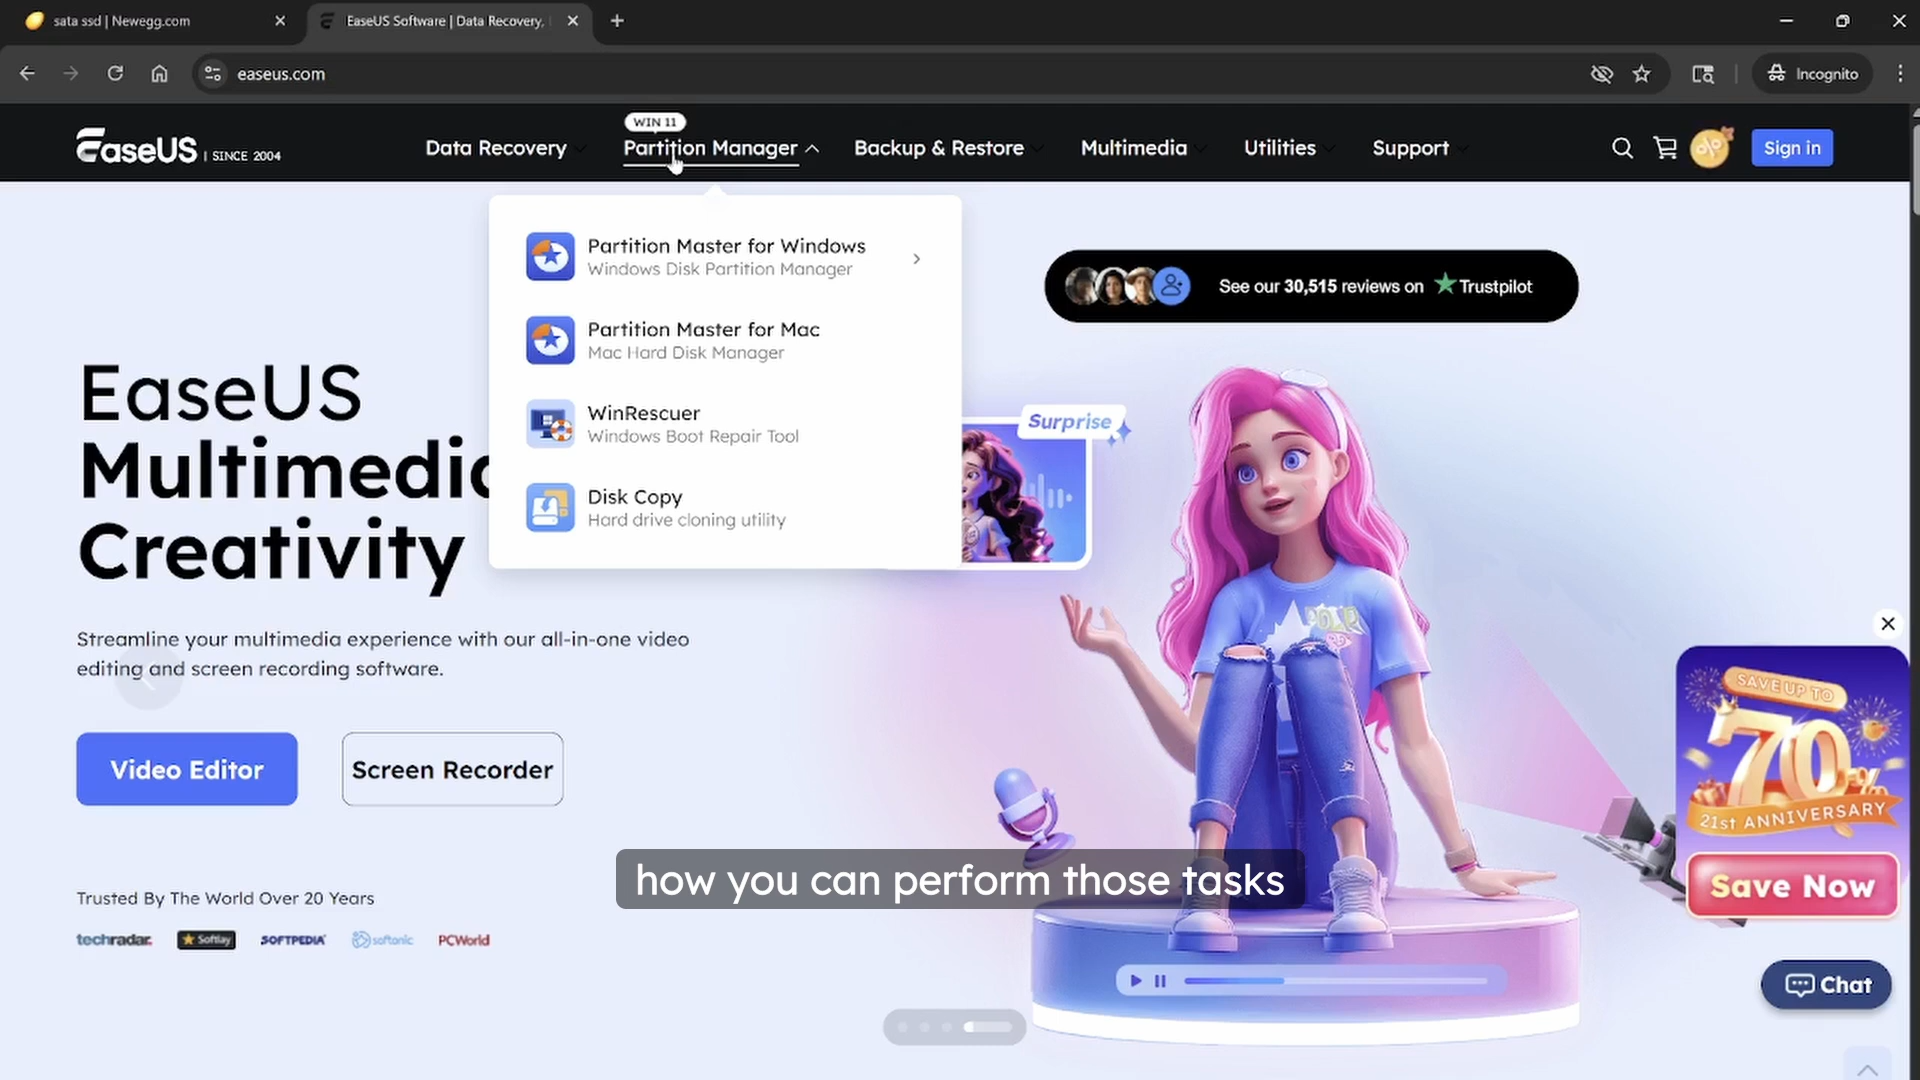 sata ssd | Newegg.com
EaseUS Software | Data Recovery,
easeus.com
Incognito
EaseUS | SINCE 2004
Data Recovery
WIN 11
Partition Manager
Backup & Restore
Multimedia
Utilities
Support
Sign in
Partition Master for Windows
Windows Disk Partition Manager
Partition Master for Mac
Mac Hard Disk Manager
WinRescuer
Windows Boot Repair Tool
Disk Copy
Hard drive cloning utility
See our 30,515 reviews on Trustpilot
Surprise
EaseUS
Multimedia
Creativity
Streamline your multimedia experience with our all-in-one video
editing and screen recording software.
Video Editor
Screen Recorder
SAVE UP TO
70%
21st ANNIVERSARY
Save Now
how you can perform those tasks
Trusted By The World Over 20 Years
techradar.
Softlay
SOFTPEDIA
softonic
PCWorld
Chat